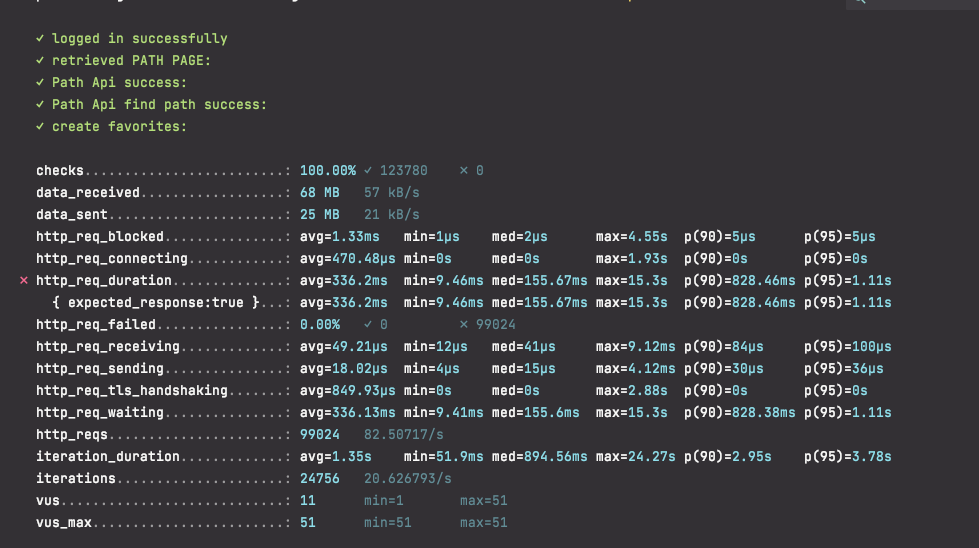 ✓ logged in successfully
✓ retrieved PATH PAGE:
✓ Path Api success:
✓ Path Api find path success:
✓ create favorites:
checks.........................: 100.00% ✓ 123780 ✗ 0
data_received..................: 68 MB 57 kB/s
data_sent......................: 25 MB 21 kB/s
http_req_blocked...............: avg=1.33ms min=1µs med=2µs max=4.55s p(90)=5µs p(95)=5µs
http_req_connecting............: avg=470.48µs min=0s med=0s max=1.93s p(90)=0s p(95)=0s
✗ http_req_duration..............: avg=336.2ms min=9.46ms med=155.67ms max=15.3s p(90)=828.46ms p(95)=1.11s
{ expected_response:true }...: avg=336.2ms min=9.46ms med=155.67ms max=15.3s p(90)=828.46ms p(95)=1.11s
http_req_failed................: 0.00% ✓ 0 ✗ 99024
http_req_receiving.............: avg=49.21µs min=12µs med=41µs max=9.12ms p(90)=84µs p(95)=100µs
http_req_sending...............: avg=18.02µs min=4µs med=15µs max=4.12ms p(90)=30µs p(95)=36µs
http_req_tls_handshaking.......: avg=849.93µs min=0s med=0s max=2.88s p(90)=0s p(95)=0s
http_req_waiting...............: avg=336.13ms min=9.41ms med=155.6ms max=15.3s p(90)=828.38ms p(95)=1.11s
http_reqs......................: 99024 82.50717/s
iteration_duration.............: avg=1.35s min=51.9ms med=894.56ms max=24.27s p(90)=2.95s p(95)=3.78s
iterations.....................: 24756 20.626793/s
vus............................: 11 min=1 max=51
vus_max........................: 51 min=51 max=51